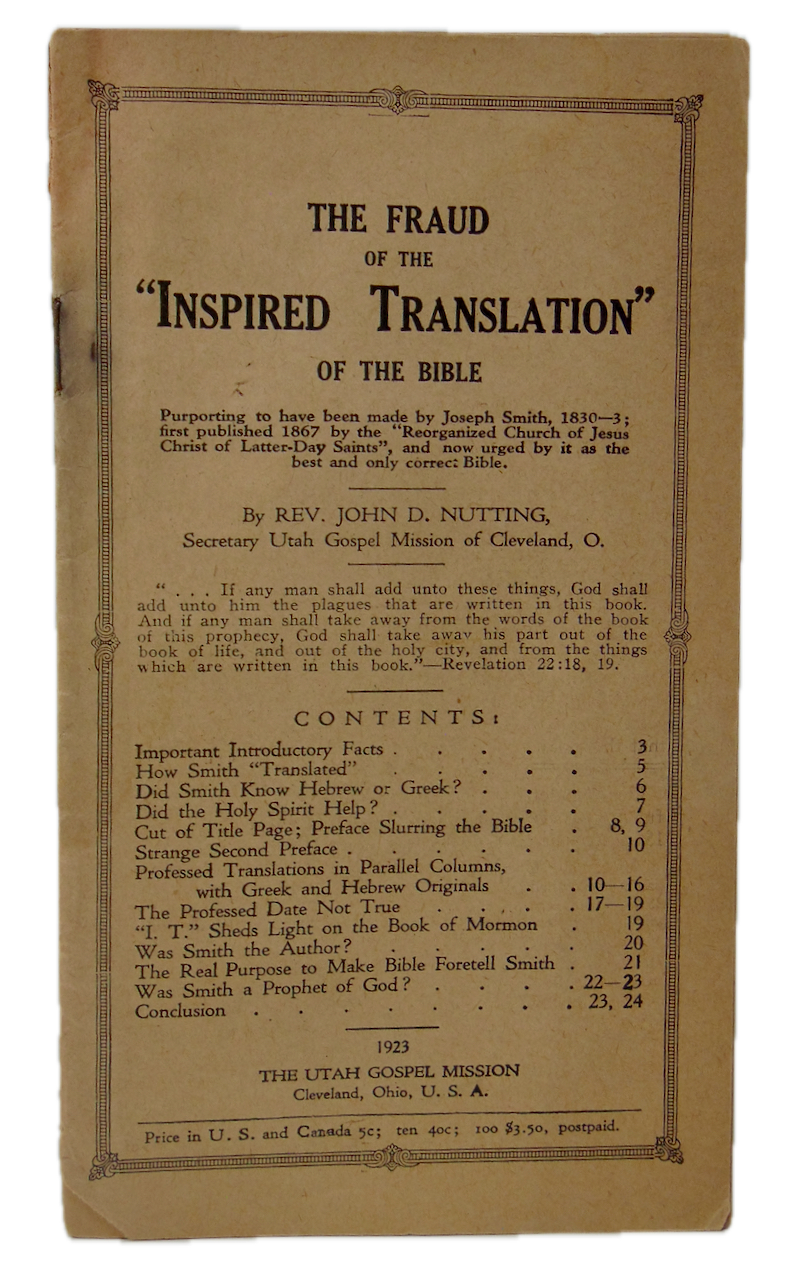 THE FRAUD
OF THE
“INSPIRED TRANSLATION”
OF THE BIBLE
Purporting to have been made by Joseph Smith, 1830—3;
first published 1867 by the “Reorganized Church of Jesus
Christ of Latter-Day Saints”, and now urged by it as the
best and only correct Bible.
By REV. JOHN D. NUTTING,
Secretary Utah Gospel Mission of Cleveland, O.
“ . . . If any man shall add unto these things, God shall
add unto him the plagues that are written in this book.
And if any man shall take away from the words of the book
of this prophecy, God shall take away his part out of the
book of life, and out of the holy city, and from the things
which are written in this book.”—Revelation 22:18, 19.
CONTENTS:
Important Introductory Facts . . . . . 3
How Smith “Translated” . . . . . 5
Did Smith Know Hebrew or Greek? . . . 6
Did the Holy Spirit Help? . . . . . 7
Cut of Title Page; Preface Slurring the Bible . 8, 9
Strange Second Preface . . . . . . 10
Professed Translations in Parallel Columns,
with Greek and Hebrew Originals . . 10—16
The Professed Date Not True . . . . 17—19
“I. T.” Sheds Light on the Book of Mormon . 19
Was Smith the Author? . . . . . 20
The Real Purpose to Make Bible Foretell Smith . 21
Was Smith a Prophet of God? . . . . 22—23
Conclusion . . . . . . . . 23, 24
1923
THE UTAH GOSPEL MISSION
Cleveland, Ohio, U. S. A.
Price in U. S. and Canada 5c; ten 40c; 100 $3.50, postpaid.